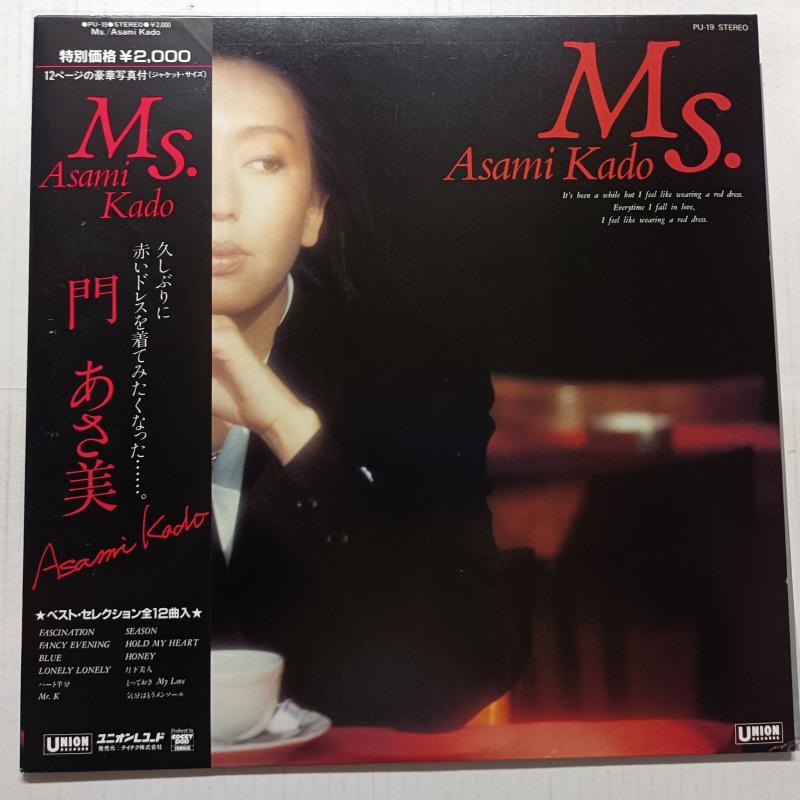 ●PU-19●STEREO●¥2,000
Ms./Asami Kado
特別価格¥2,000
12ページの豪華写真付(ジャケット・サイズ)
Ms.
Asami
Kado
久しぶりに
赤いドレスを着てみたくなった……。
門 あさ美
Asami Kado
★ベスト・セレクション全12曲入★
FASCINATION
FANCY EVENING
BLUE
LONELY LONELY
ハート半分
Mr. K
SEASON
HOLD MY HEART
HONEY
月下美人
とっておき My Love
気分はもうメンソール
UNION
RECORDS
ユニオンレコード
発売元:テイチク株式会社
Produced by
YAMAHA
PU-19 STEREO
Ms.
Asami Kado
It's been a while but I feel like wearing a red dress.
Everytime I fall in love,
I feel like wearing a red dress.
UNION
RECORDS